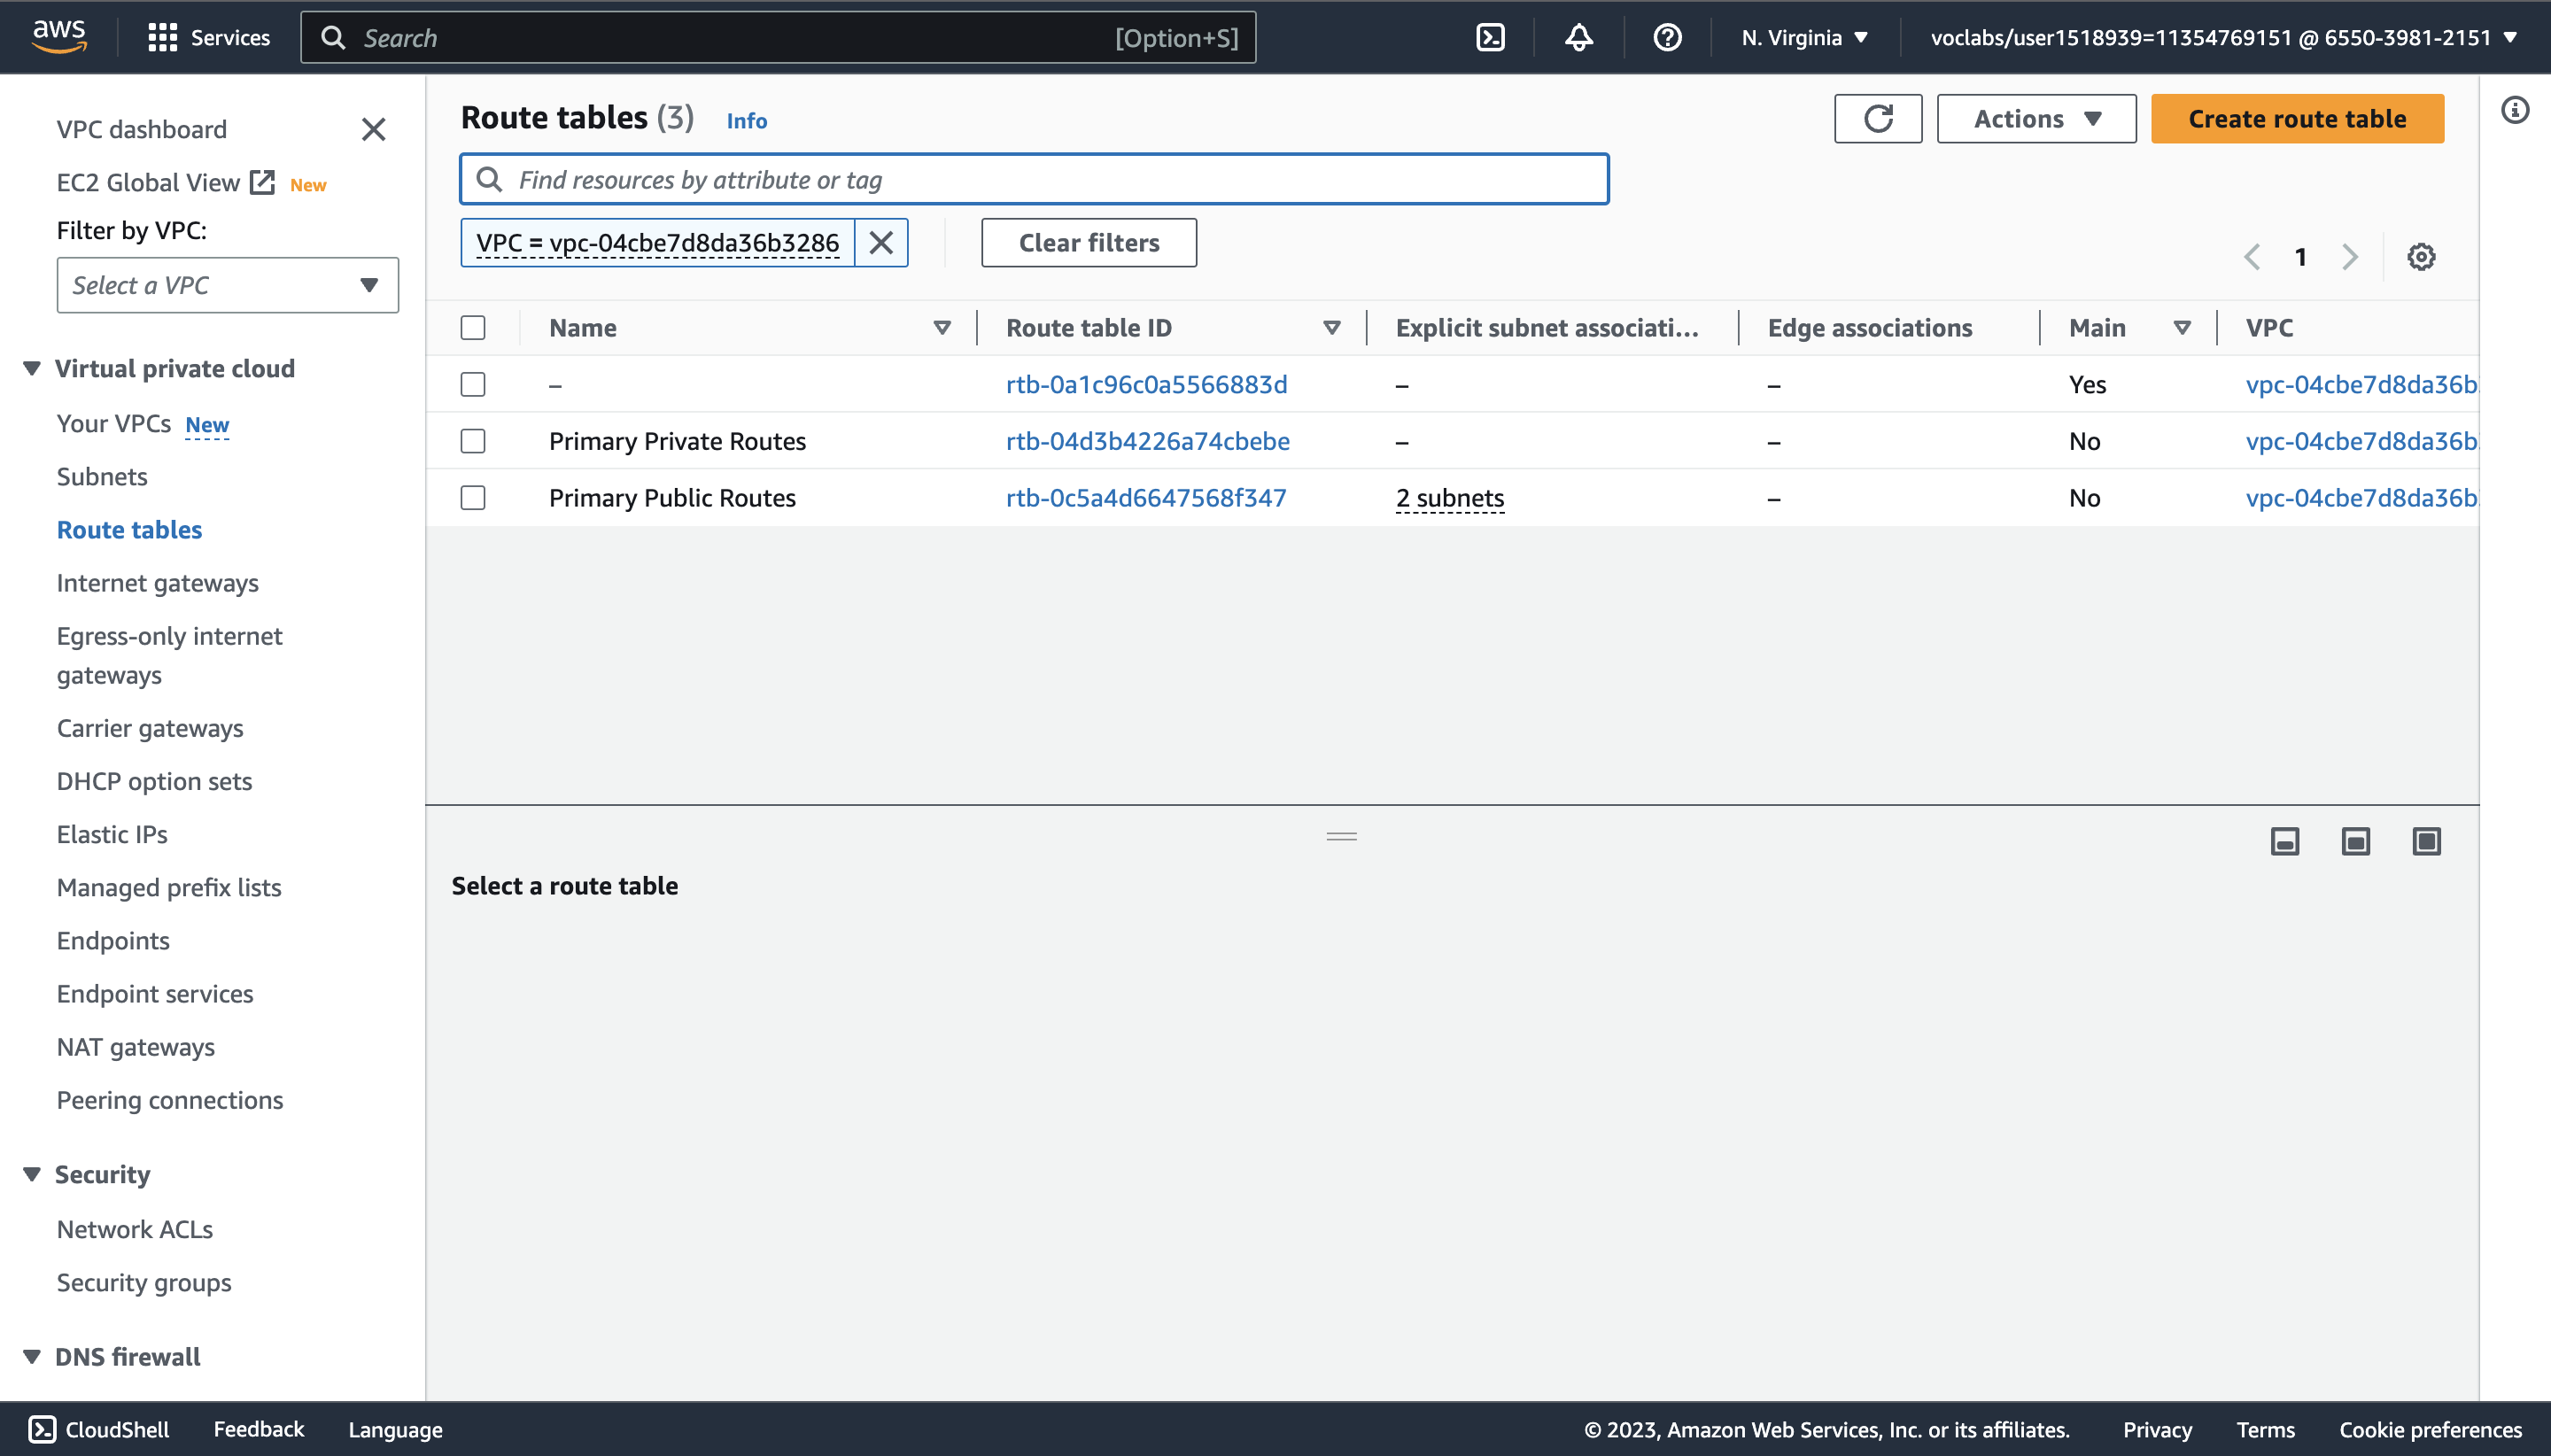 aws
Services
Search
[Option+S]
N. Virginia
voclabs/user1518939=11354769151 @ 6550-3981-2151
VPC dashboard
EC2 Global View New
Filter by VPC:
Select a VPC
Virtual private cloud
Your VPCs New
Subnets
Route tables
Internet gateways
Egress-only internet
gateways
Carrier gateways
DHCP option sets
Elastic IPs
Managed prefix lists
Endpoints
Endpoint services
NAT gateways
Peering connections
Security
Network ACLs
Security groups
DNS firewall
Route tables (3) Info
Actions
Create route table
Find resources by attribute or tag
VPC = vpc-04cbe7d8da36b3286
Clear filters
1
Name Route table ID Explicit subnet associati... Edge associations Main VPC
– rtb-0a1c96c0a5566883d – – Yes vpc-04cbe7d8da36b
Primary Private Routes rtb-04d3b4226a74cbebe – – No vpc-04cbe7d8da36b
Primary Public Routes rtb-0c5a4d6647568f347 2 subnets – No vpc-04cbe7d8da36b
Select a route table
CloudShell Feedback Language
© 2023, Amazon Web Services, Inc. or its affiliates. Privacy Terms Cookie preferences